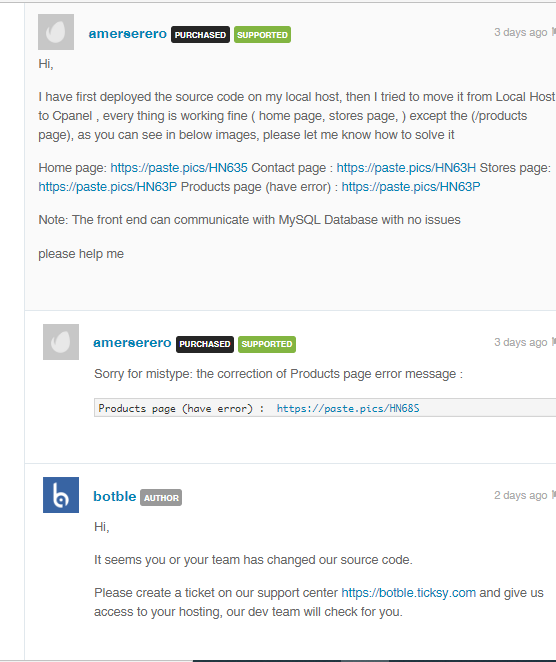 amerserero PURCHASED SUPPORTED 3 days ago
Hi,
I have first deployed the source code on my local host, then I tried to move it from Local Host
to Cpanel , every thing is working fine ( home page, stores page, ) except the (/products
page), as you can see in below images, please let me know how to solve it
Home page: https://paste.pics/HN635 Contact page : https://paste.pics/HN63H Stores page:
https://paste.pics/HN63P Products page (have error) : https://paste.pics/HN63P
Note: The front end can communicate with MySQL Database with no issues
please help me
amerserero PURCHASED SUPPORTED 3 days ago
Sorry for mistype: the correction of Products page error message :
Products page (have error) : https://paste.pics/HN68S
botble AUTHOR 2 days ago
Hi,
It seems you or your team has changed our source code.
Please create a ticket on our support center https://botble.ticksy.com and give us
access to your hosting, our dev team will check for you.